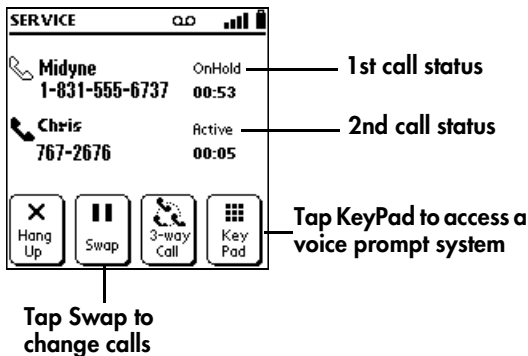 SERVICE
Midyne OnHold 1st call status
1-831-555-6737 00:53
Chris Active 2nd call status
767-2676 00:05
Hang Up
Swap
3-way Call
Key Pad
Tap KeyPad to access a
voice prompt system
Tap Swap to
change calls